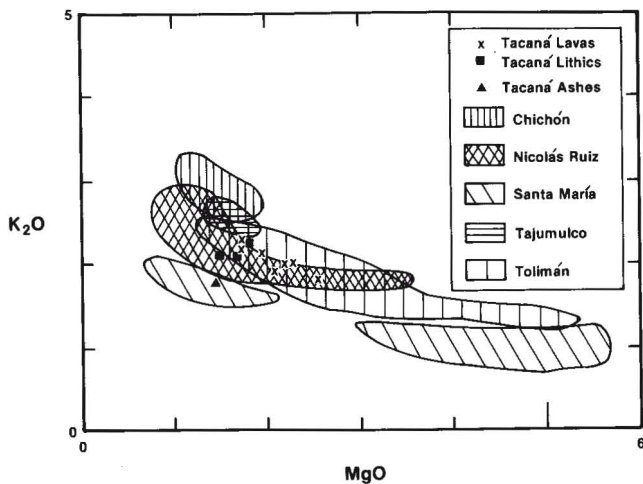 5
K₂O
0
0
MgO
6
x Tacaná Lavas
■ Tacaná Lithics
▲ Tacaná Ashes
Chichón
Nicolás Ruiz
Santa María
Tajumulco
Tolimán